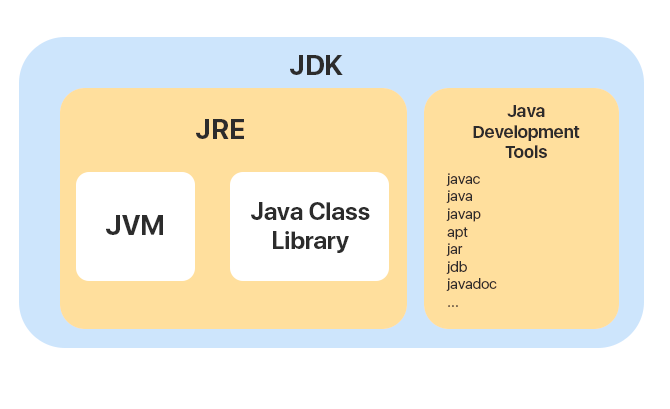 JDK
JRE
JVM
Java Class
Library
Java
Development
Tools
javac
java
javap
apt
jar
jdb
javadoc
...